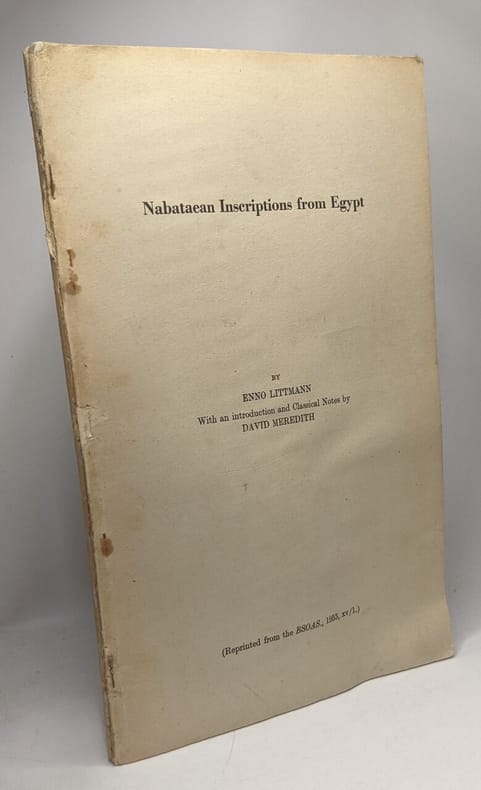 Nabataean Inscriptions from Egypt
BY
ENNO LITTMANN
With an introduction and Classical Notes by
DAVID MEREDITH
(Reprinted from the BSOAS., 1953, xv/1.)